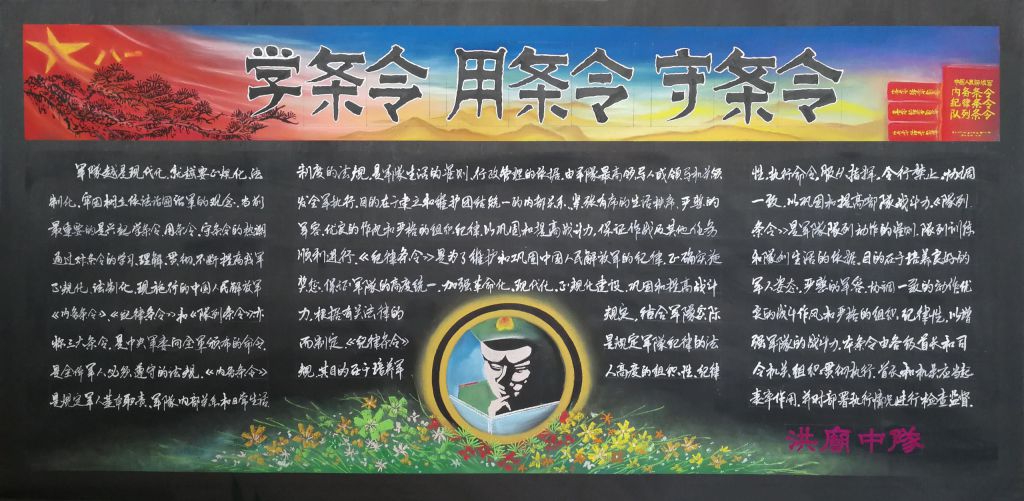 学条令 用条令 守条令
中国人民解放军
内务条令
纪律条令
队列条令
军队越是现代化,就越要正规化、法
制化,牢固树立依法治国治军的观念,当前
最重要的是兴起学条令、用条令、守条令的热潮
通过对条令的学习、理解、贯彻,不断提高我军
正规化、法制化,现施行的中国人民解放军
《内务条令》、《纪律条令》和《队列条令》亦
称三大条令,是中央军委向全军颁布的命令,
是全体军人必须遵守的法规。《内务条令》
是规定军人基本职责、军队内部关系和日常生活
制度的法规,是军队生活的准则、行政管理的依据,由军队最高领导人或领导机关颁
发全军执行。目的在于建立和维护团结统一的内部关系、紧张有序的生活秩序、严整的
军容、优良的作风和严格的组织纪律,以巩固和提高战斗力,保证作战及其他任务
顺利进行。《纪律条令》是为了维护和巩固中国人民解放军的纪律,正确实施
奖惩,保证军队的高度统一,加强革命化、现代化、正规化建设,巩固和提高战斗
力,根据有关法律的 规定,结合军队实际
而制定。《纪律条令》 是规定军队纪律的法
规,其目的在于培养军 人高度的组织性、纪律
性,执行命令,服从指挥,令行禁止,协调
一致,以巩固和提高部队战斗力。《队列
条令》是军队队列动作的准则,队列训练
和队列生活的依据,目的在于培养良好的
军人姿态、严整的军容、协调一致的动作,优
良的战斗作风和严格的组织、纪律性,以增
强军队的战斗力,本条令由各级首长和司
令机关组织贯彻执行,首长和机关应起
表率作用,并对部署执行情况进行检查监督。
洪廟中隊